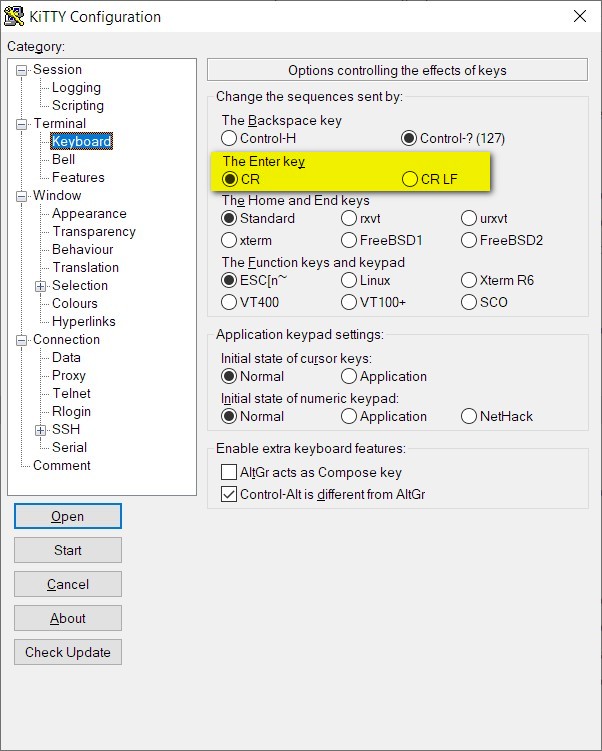 KiTTY Configuration
Category:
Session
Logging
Scripting
Terminal
Keyboard
Bell
Features
Window
Appearance
Transparency
Behaviour
Translation
Selection
Colours
Hyperlinks
Connection
Data
Proxy
Telnet
Rlogin
SSH
Serial
Comment
Open
Start
Cancel
About
Check Update
Options controlling the effects of keys
Change the sequences sent by:
The Backspace key
Control-H Control-? (127)
The Enter key
CR CR LF
The Home and End keys
Standard rxvt urxvt
xterm FreeBSD1 FreeBSD2
The Function keys and keypad
ESC[n~ Linux Xterm R6
VT400 VT100+ SCO
Application keypad settings:
Initial state of cursor keys:
Normal Application
Initial state of numeric keypad:
Normal Application NetHack
Enable extra keyboard features:
AltGr acts as Compose key
Control-Alt is different from AltGr